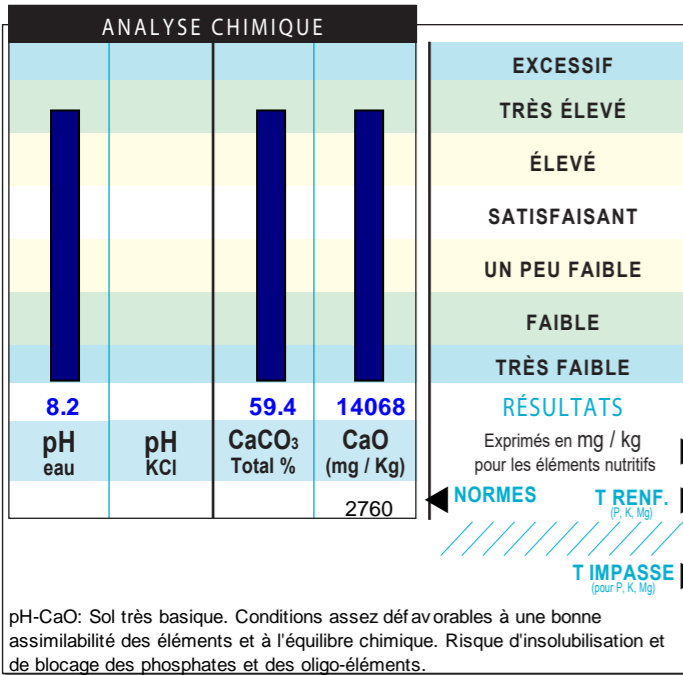 ANALYSE CHIMIQUE
EXCESSIF
TRÈS ÉLEVÉ
ÉLEVÉ
SATISFAISANT
UN PEU FAIBLE
FAIBLE
TRÈS FAIBLE
8.2 59.4 14068 RÉSULTATS
pH eau
pH KCl
CaCO₃ Total %
CaO (mg / Kg)
Exprimés en mg / kg
pour les éléments nutritifs
2760
NORMES
T RENF.
(P, K, Mg)
T IMPASSE
(pour P, K, Mg)
pH-CaO: Sol très basique. Conditions assez défavorables à une bonne
assimilabilité des éléments et à l'équilibre chimique. Risque d'insolubilisation et
de blocage des phosphates et des oligo-éléments.